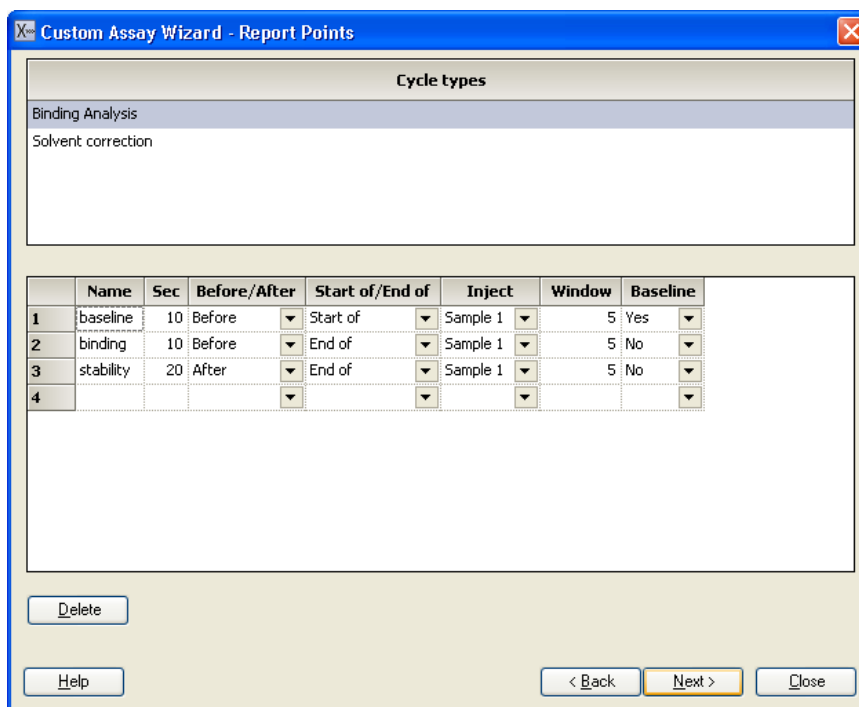 Custom Assay Wizard - Report Points
Cycle types
Binding Analysis
Solvent correction
Name Sec Before/After Start of/End of Inject Window Baseline
1 baseline 10 Before Start of Sample 1 5 Yes
2 binding 10 Before End of Sample 1 5 No
3 stability 20 After End of Sample 1 5 No
4
Delete
Help < Back Next > Close